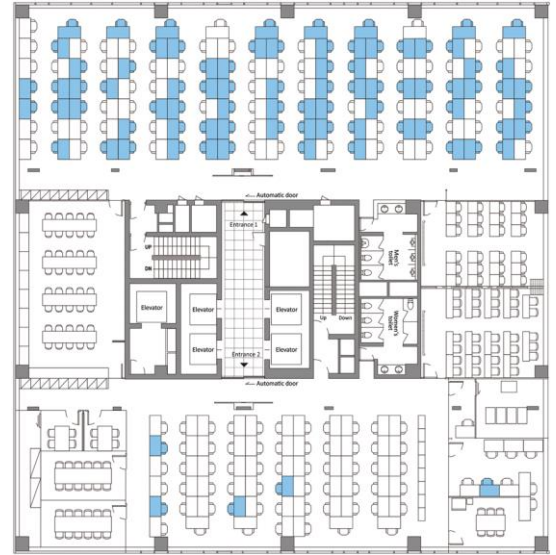 Automatic door
Entrance 1
UP
DN
Men's
toilet
Elevator
Elevator
Elevator
Up Down
Women's
toilet
Elevator
Elevator
Entrance 2
Automatic door